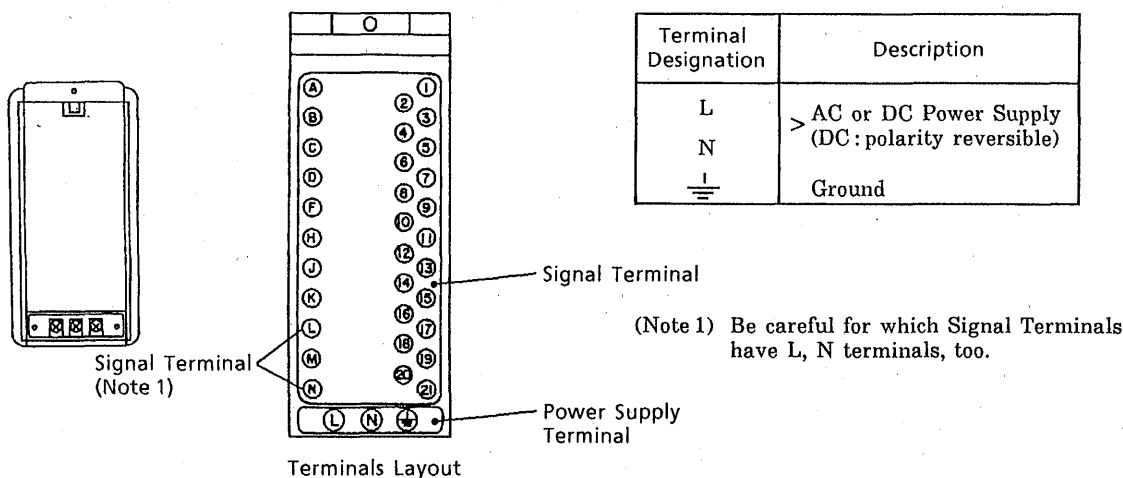 O
A
B
C
D
F
H
J
K
L
M
N
1
2
3
4
5
6
7
8
9
10
11
12
13
14
15
16
17
18
19
20
21
L N
Signal Terminal
(Note 1)
Signal Terminal
Power Supply
Terminal
Terminals Layout
Terminal
Designation
Description
L
N
> AC or DC Power Supply
(DC : polarity reversible)
Ground
(Note 1) Be careful for which Signal Terminals
have L, N terminals, too.